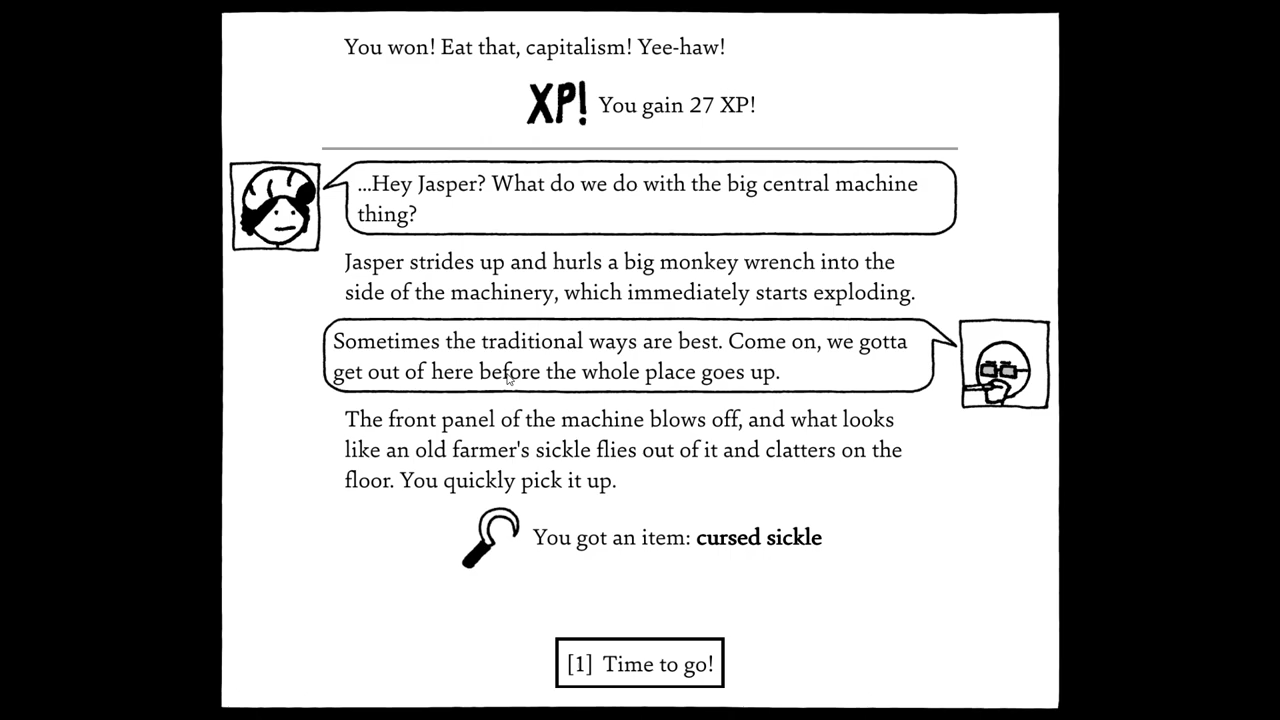 You won! Eat that, capitalism! Yee-haw!
XP! You gain 27 XP!
...Hey Jasper? What do we do with the big central machine
thing?
Jasper strides up and hurls a big monkey wrench into the
side of the machinery, which immediately starts exploding.
Sometimes the traditional ways are best. Come on, we gotta
get out of here before the whole place goes up.
The front panel of the machine blows off, and what looks
like an old farmer's sickle flies out of it and clatters on the
floor. You quickly pick it up.
You got an item: cursed sickle
[1] Time to go!